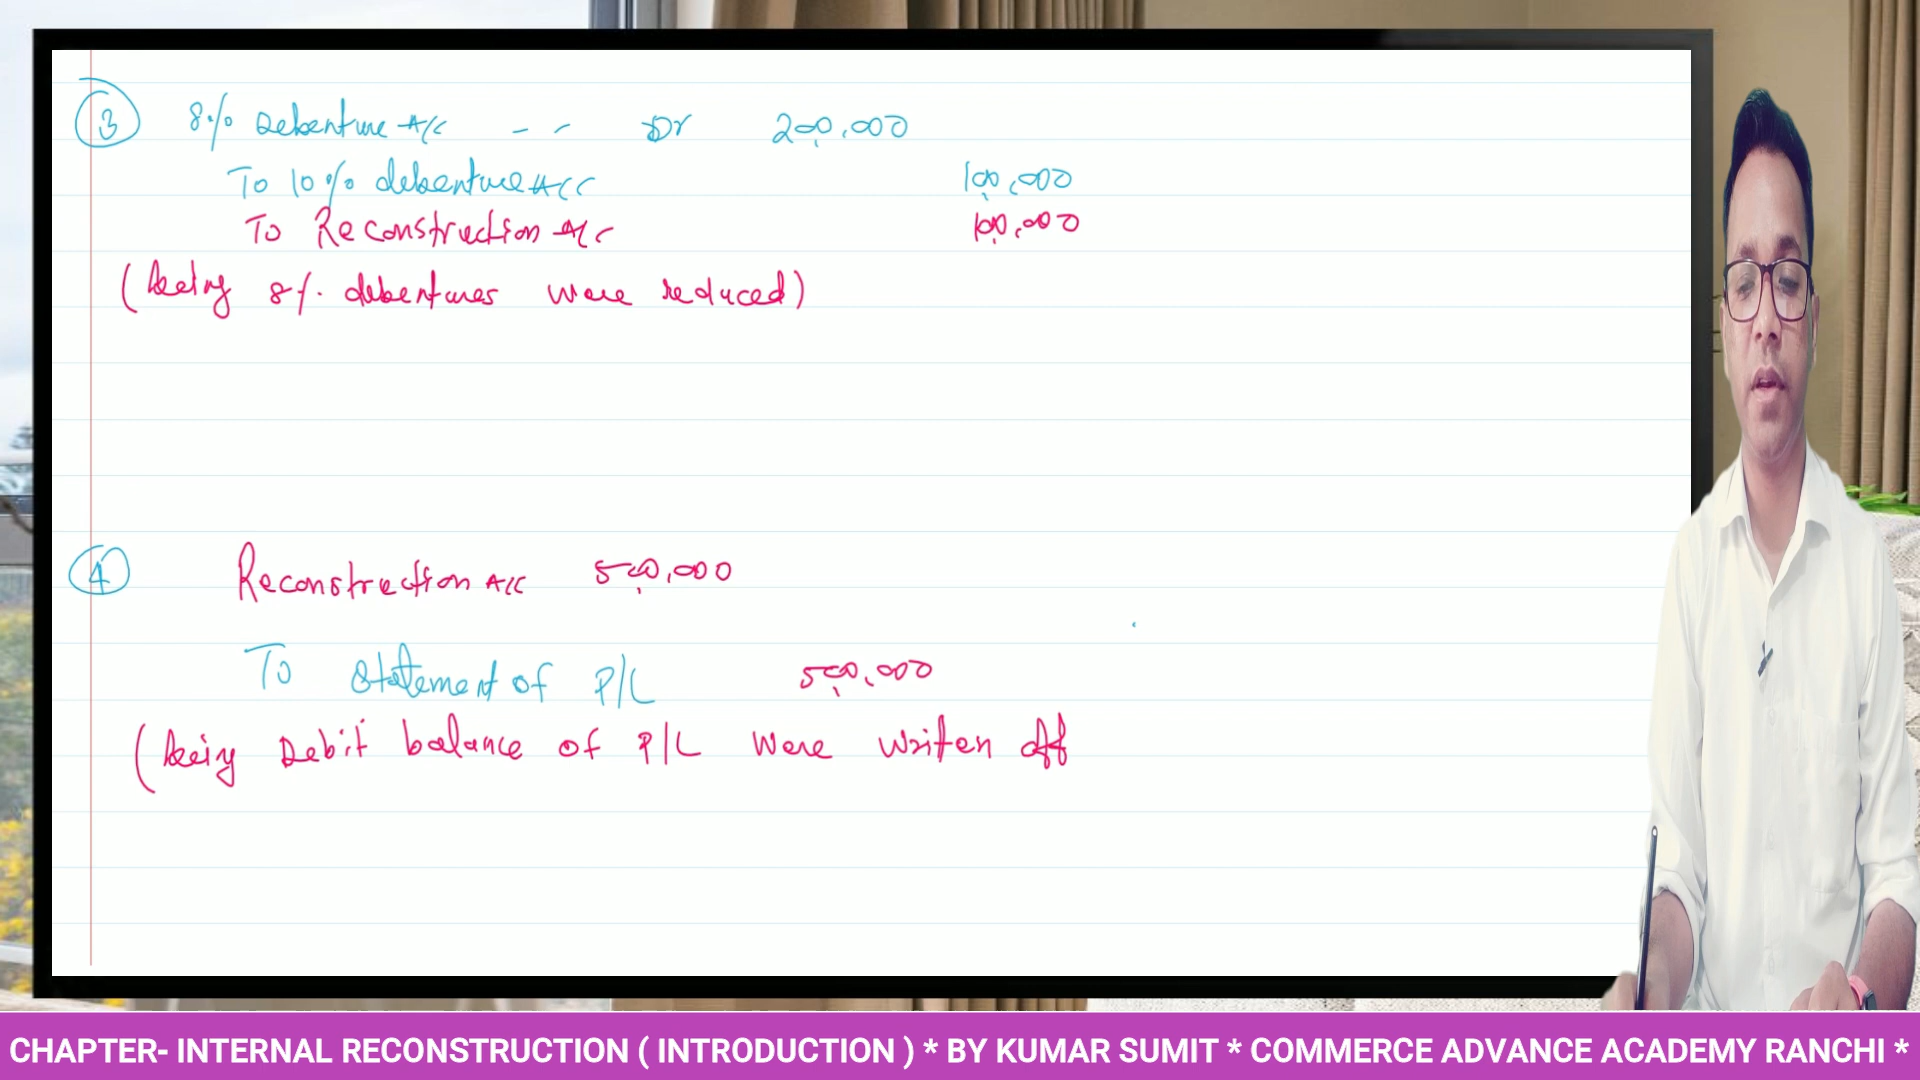 3 8% Debenture A/c - - Dr 200,000
To 10% debenture A/c 100,000
To Reconstruction A/c 100,000
(being 8% debentures were reduced)
4 Reconstruction A/c 500,000
To Statement of P/L 500,000
(being Debit balance of P/L were writen off
CHAPTER- INTERNAL RECONSTRUCTION ( INTRODUCTION ) * BY KUMAR SUMIT * COMMERCE ADVANCE ACADEMY RANCHI *